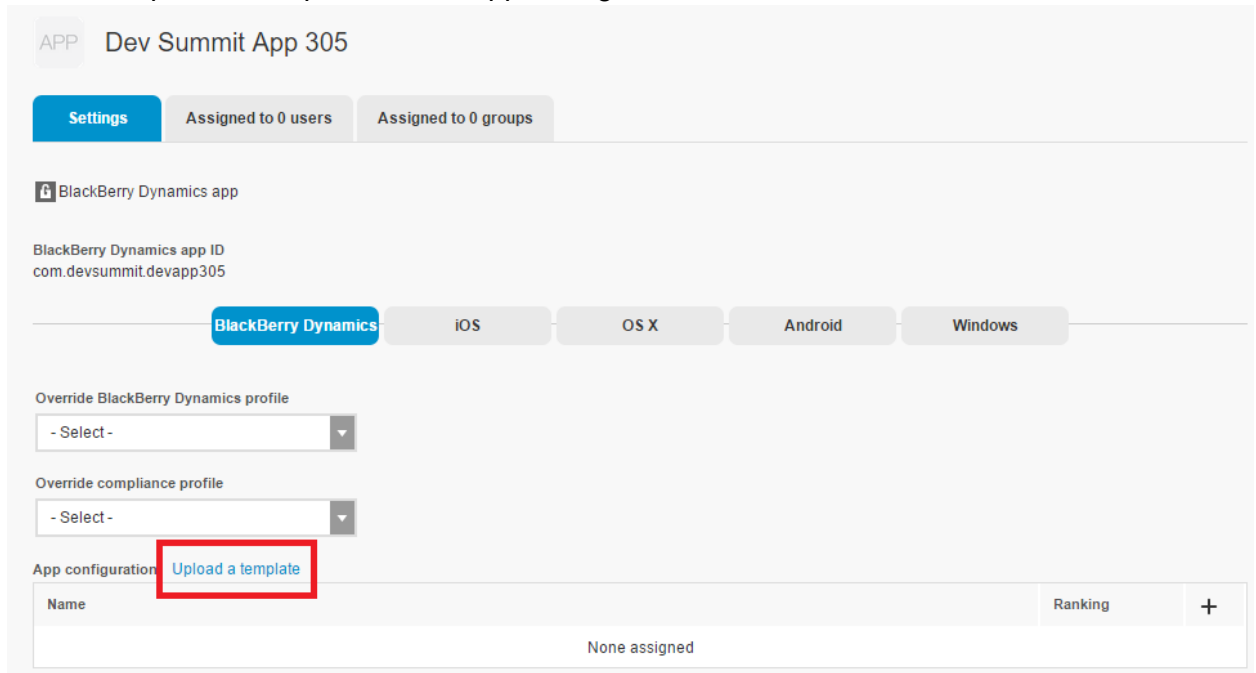 APP Dev Summit App 305
Settings Assigned to 0 users Assigned to 0 groups
BlackBerry Dynamics app
BlackBerry Dynamics app ID
com.devsummit.devapp305
BlackBerry Dynamics iOS OS X Android Windows
Override BlackBerry Dynamics profile
- Select -
Override compliance profile
- Select -
App configuration Upload a template
Name Ranking +
None assigned